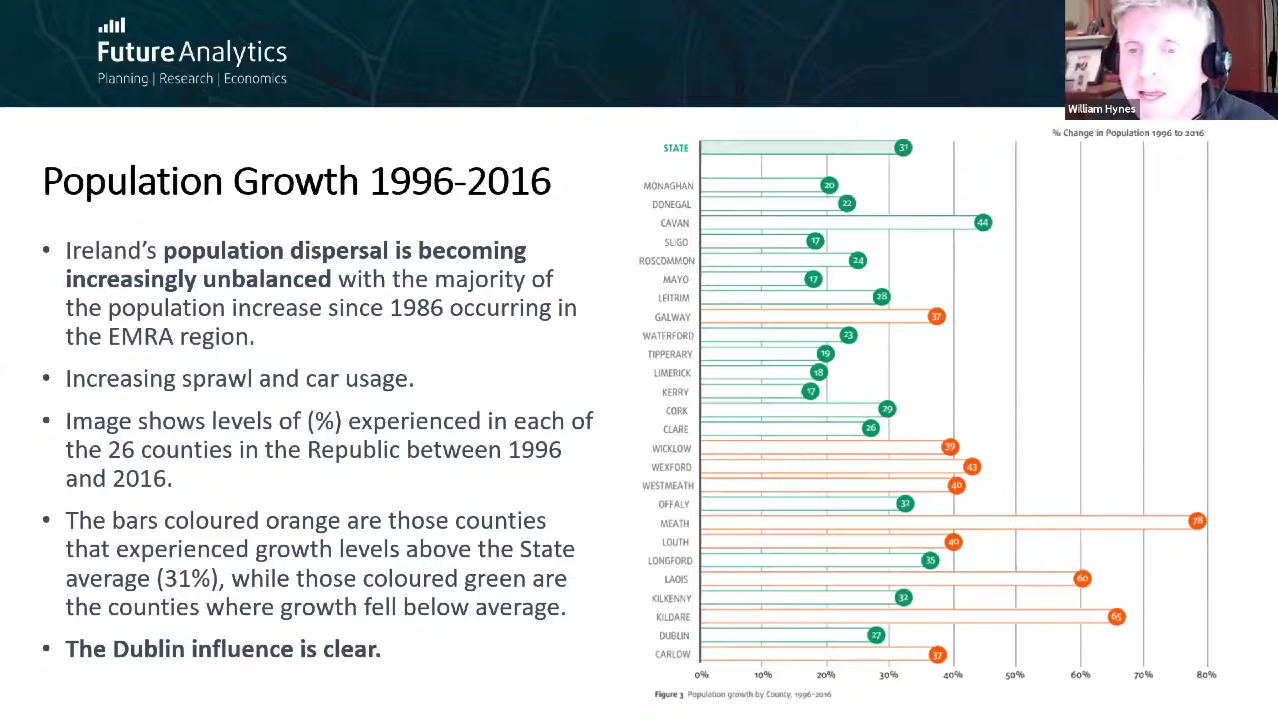 Future Analytics
Planning | Research | Economics
William Hynes
Population Growth 1996-2016
• Ireland's population dispersal is becoming
increasingly unbalanced with the majority of
the population increase since 1986 occurring in
the EMRA region.
• Increasing sprawl and car usage.
• Image shows levels of (%) experienced in each of
the 26 counties in the Republic between 1996
and 2016.
• The bars coloured orange are those counties
that experienced growth levels above the State
average (31%), while those coloured green are
the counties where growth fell below average.
• The Dublin influence is clear.
% Change in Population 1996 to 2016
STATE 31
MONAGHAN 20
DONEGAL 22
CAVAN 44
SLIGO 17
ROSCOMMON 24
MAYO 17
LEITRIM 28
GALWAY 37
WATERFORD 23
TIPPERARY 19
LIMERICK 18
KERRY 17
CORK 29
CLARE 26
WICKLOW 39
WEXFORD 43
WESTMEATH 40
OFFALY 32
MEATH 78
LOUTH 40
LONGFORD 35
LAOIS 60
KILKENNY 32
KILDARE 65
DUBLIN 27
CARLOW 37
0% 10% 20% 30% 40% 50% 60% 70% 80%
Figure 3 Population growth by County, 1996-2016